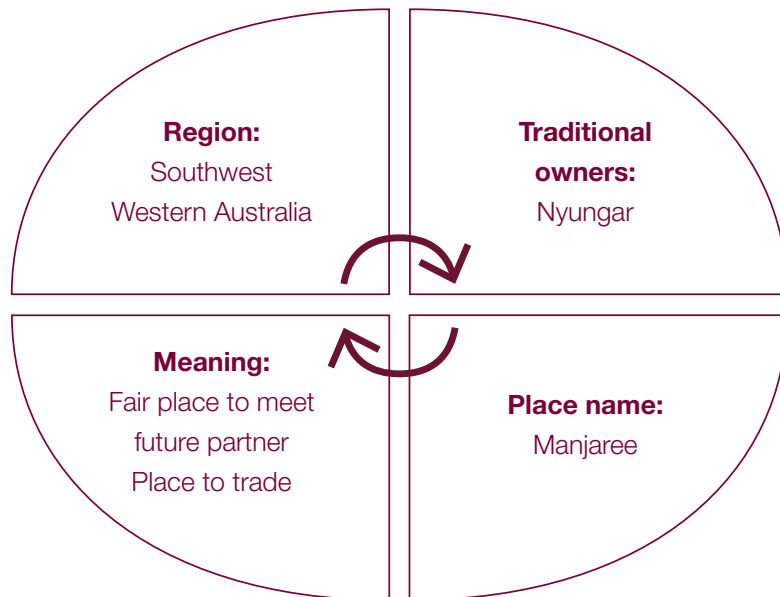 Region:
Southwest
Western Australia
Traditional
owners:
Nyungar
Meaning:
Fair place to meet
future partner
Place to trade
Place name:
Manjaree